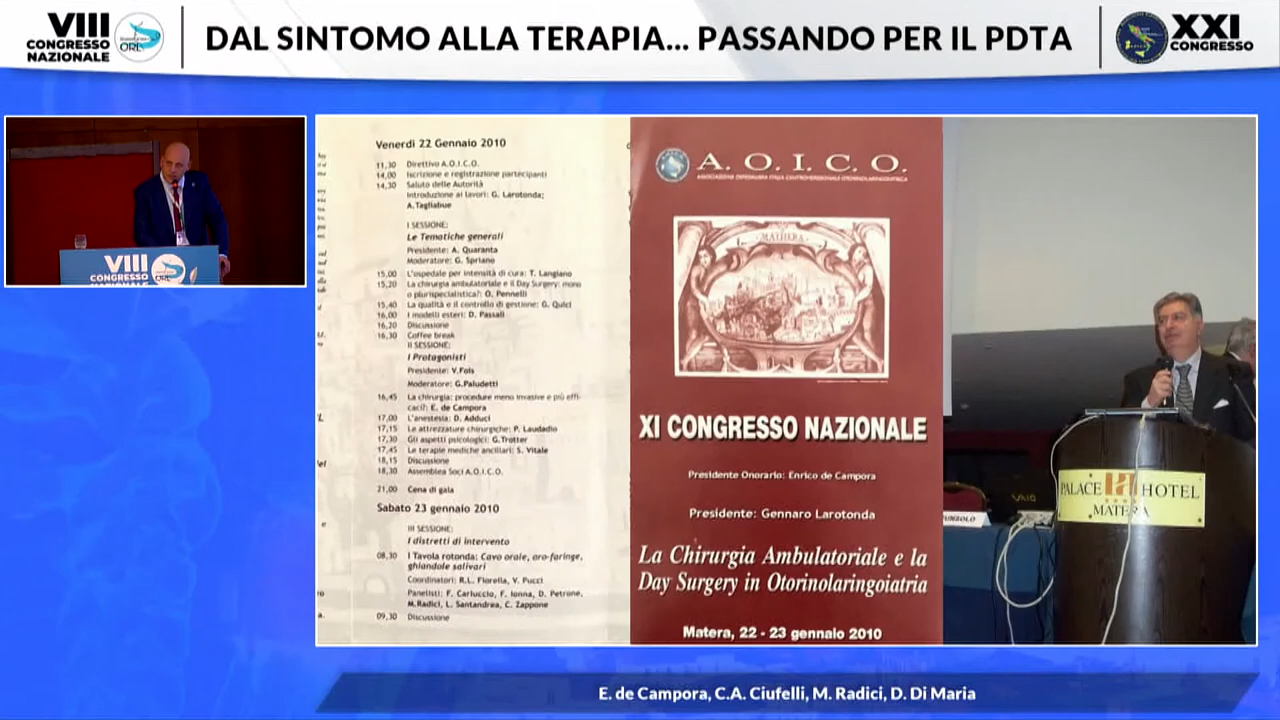 VIII
CONGRESSO
NAZIONALE
ORL
DAL SINTOMO ALLA TERAPIA... PASSANDO PER IL PDTA
XXI
CONGRESSO
VIII
CONGRESSO
NAZIONALE
ORL
Venerdì 22 Gennaio 2010
11,30 Direttivo A.O.I.C.O.
14,00 Iscrizione e registrazione partecipanti
14,30 Saluto delle Autorità
Introduzione ai lavori: G. Larotonda;
A. Tagliabue
I SESSIONE:
Le Tematiche generali
Presidente: A. Quaranta
Moderatore: G. Spriano
15,00 L'ospedale per intensità di cura: T. Langiano
15,20 La chirurgia ambulatoriale e il Day Surgery: mono
o plurispecialistica?: O. Pennelli
15,40 La qualità e il controllo di gestione: G. Quici
16,00 I modelli esteri: D. Passali
16,20 Discussione
16,30 Coffee break
II SESSIONE:
I Protagonisti
Presidente: V.Fois
Moderatore: G.Paludetti
16,45 La chirurgia: procedure meno invasive e più effi-
caci?: E. de Campora
17,00 L'anestesia: D. Adduci
17,15 Le attrezzature chirurgiche: P. Laudadio
17,30 Gli aspetti psicologici: G.Trotter
17,45 Le terapie mediche ancillari: S. Vitale
18,15 Discussione
18,30 Assemblea Soci A.O.I.C.O.
21,00 Cena di gala
Sabato 23 gennaio 2010
III SESSIONE:
I distretti di intervento
08,30 I Tavola rotonda: Cavo orale, oro-faringe,
ghiandole salivari
Coordinatori: R.L. Fiorella, V. Pucci
Panelisti: F. Carluccio, F. Ionna, D. Petrone,
M.Radici, L. Santandrea, C. Zappone
09,30 Discussione
A.O.I.C.O.
MATHERA
XI CONGRESSO NAZIONALE
Presidente Onorario: Enrico de Campora
Presidente: Gennaro Larotonda
La Chirurgia Ambulatoriale e la
Day Surgery in Otorinolaringoiatria
Matera, 22 - 23 gennaio 2010
VAIO
PALACE H HOTEL
MATERA
E. de Campora, C.A. Ciufelli, M. Radici, D. Di Maria